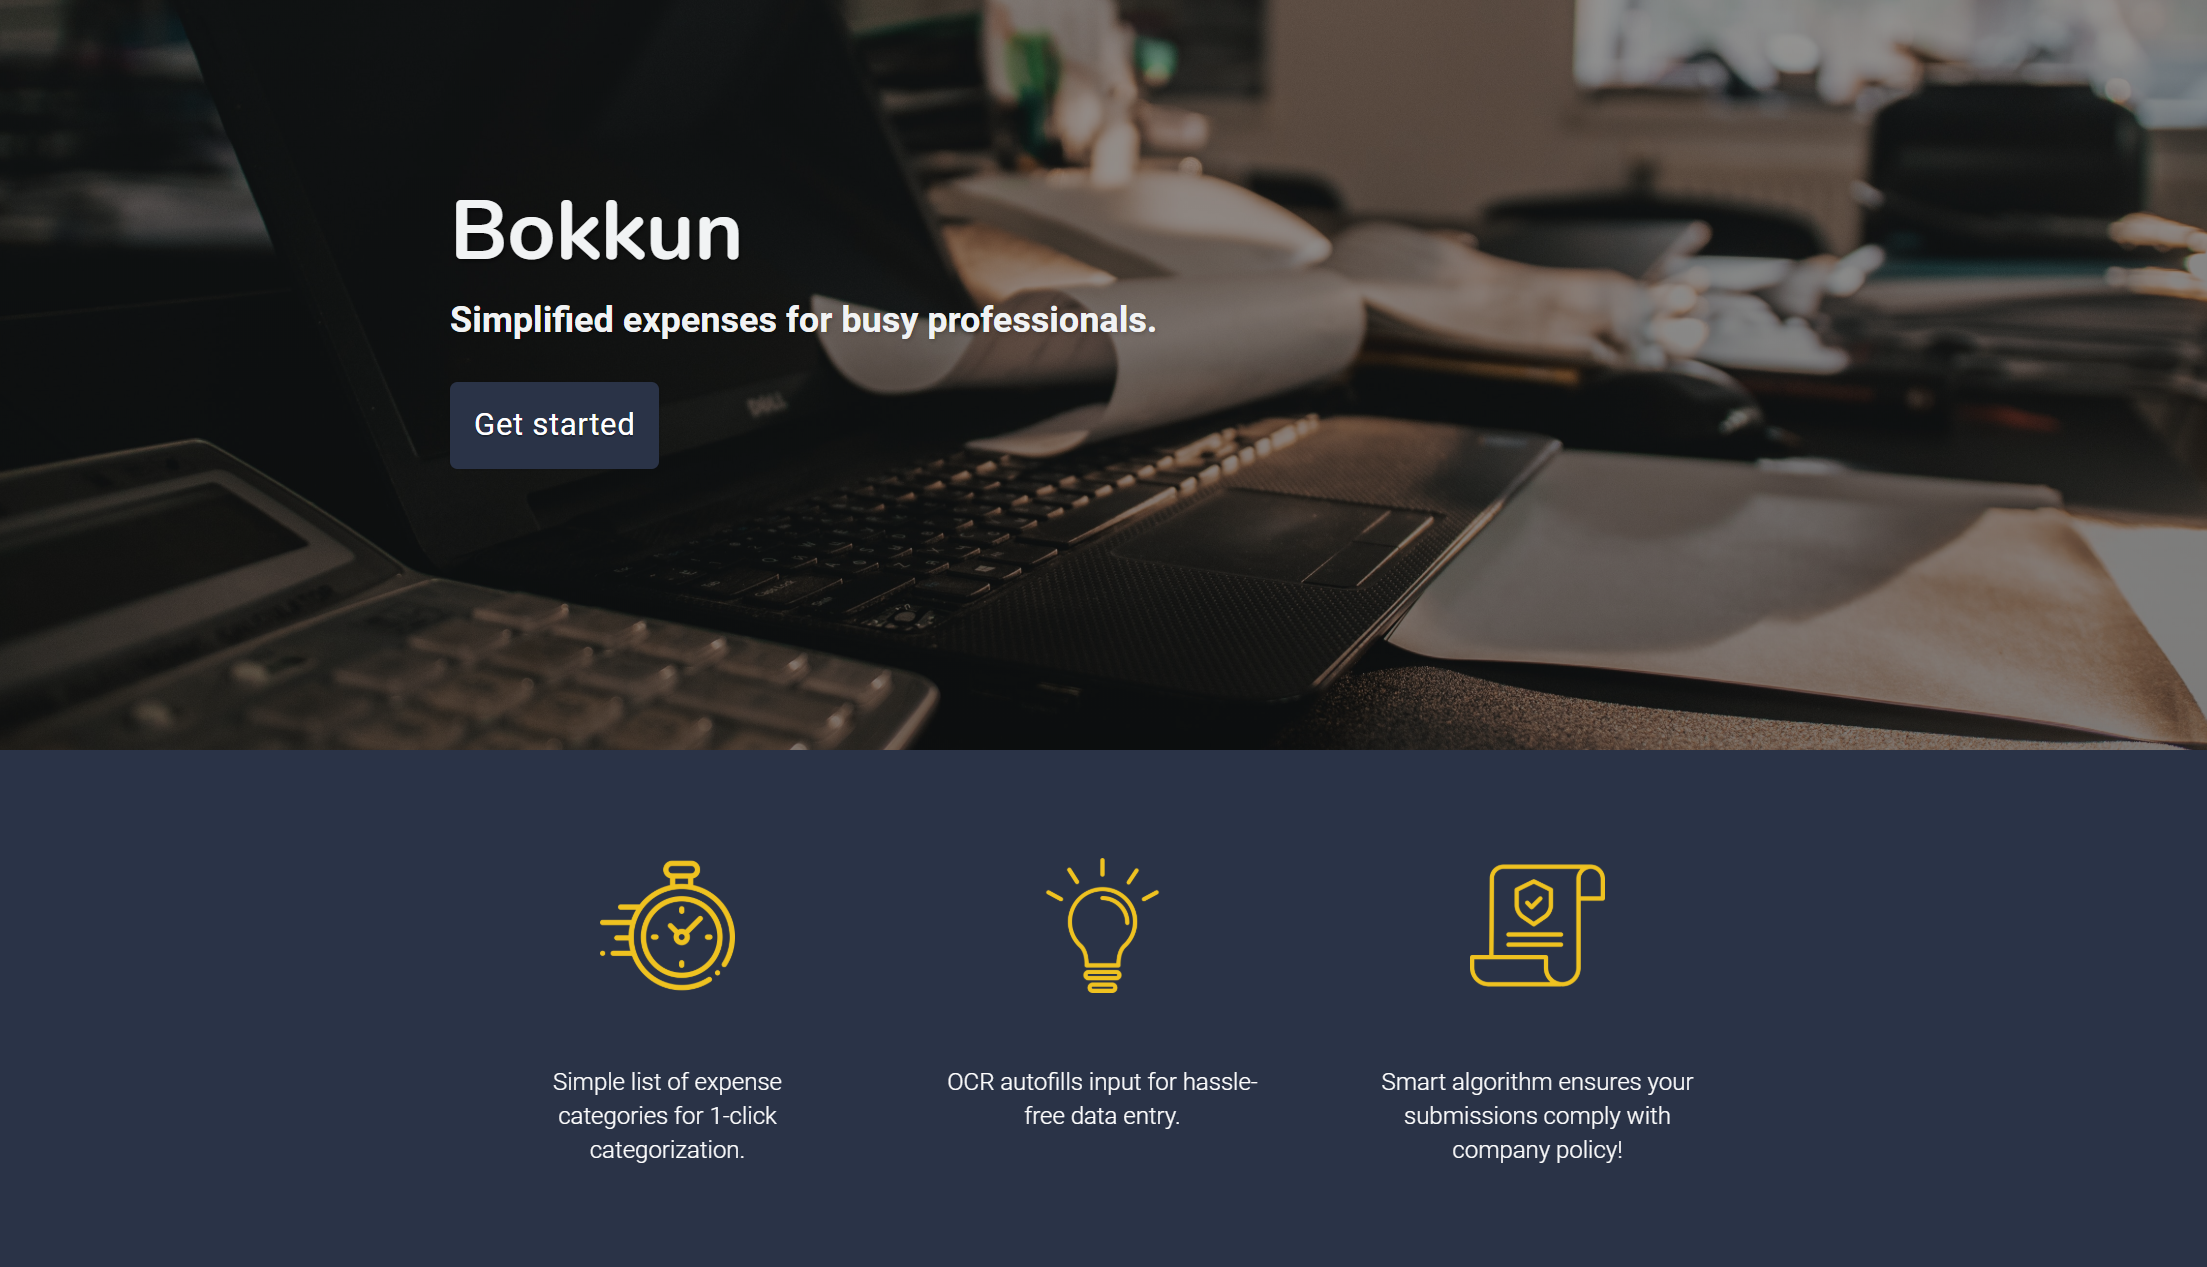 Bokkun
Simplified expenses for busy professionals.
DELL
Get started
Simple list of expense
categories for 1-click
categorization.
OCR autofills input for hassle-
free data entry.
Smart algorithm ensures your
submissions comply with
company policy!